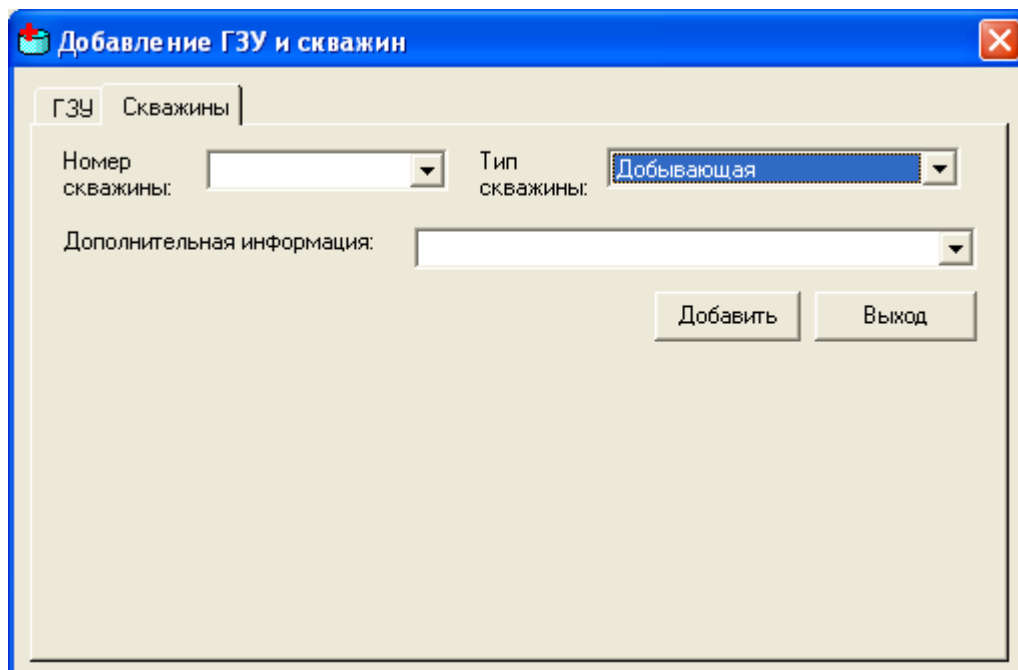 Добавление ГЗУ и скважин
ГЗУ Скважины
Номер скважины:
Тип скважины:
Добывающая
Дополнительная информация:
Добавить Выход